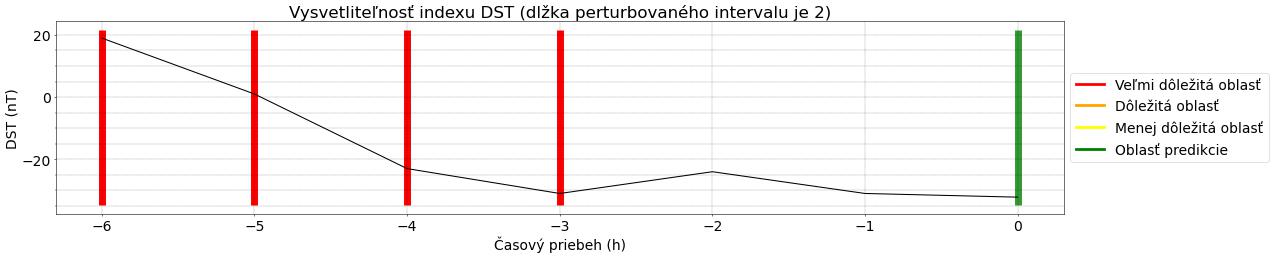 Vysvetliteľnosť indexu DST (dlžka perturbovaného intervalu je 2)
DST (nT)
20
0
−20
−6 −5 −4 −3 −2 −1 0
Časový priebeh (h)
Veľmi dôležitá oblasť
Dôležitá oblasť
Menej dôležitá oblasť
Oblasť predikcie